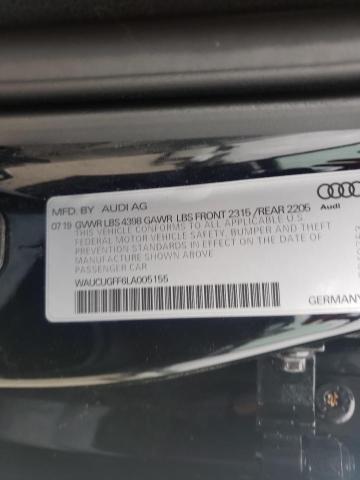 MFD. BY AUDI AG
07.19 GVWR LBS 4398 GAWR LBS FRONT 2315 /REAR 2205
THIS VEHICLE CONFORMS TO ALL APPLICABLE U.S.
FEDERAL MOTOR VEHICLE SAFETY, BUMPER AND THEFT
PREVENTION STANDARDS IN EFFECT ON THE DATE OF
MANUFACTURE SHOWN ABOVE
PASSENGER CAR
WAUCUGFF6LA005155
Audi
GERMANY